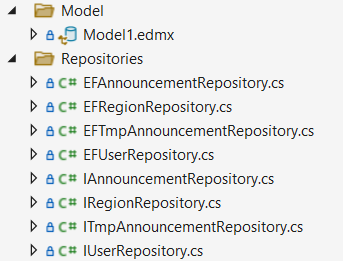 Model
Model1.edmx
Repositories
C# EFAnnouncementRepository.cs
C# EFRegionRepository.cs
C# EFTmpAnnouncementRepository.cs
C# EFUserRepository.cs
C# IAnnouncementRepository.cs
C# IRegionRepository.cs
C# ITmpAnnouncementRepository.cs
C# IUserRepository.cs